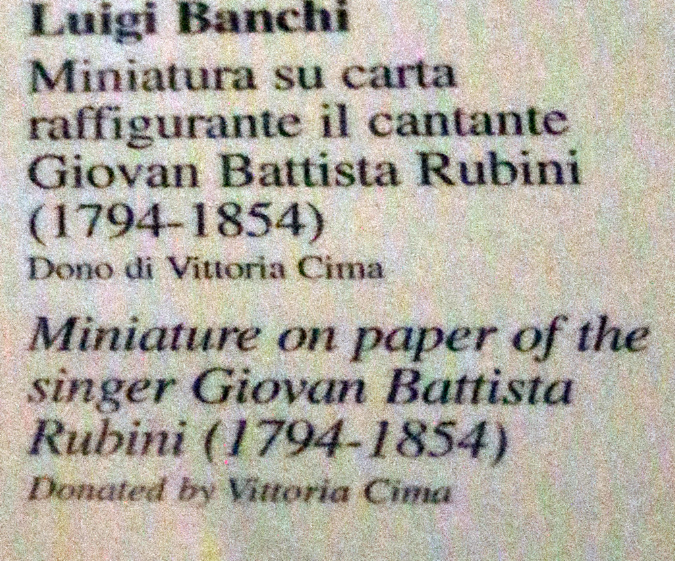 Luigi Banchi
Miniatura su carta
raffigurante il cantante
Giovan Battista Rubini
(1794-1854)
Dono di Vittoria Cima
Miniature on paper of the
singer Giovan Battista
Rubini (1794-1854)
Donated by Vittoria Cima